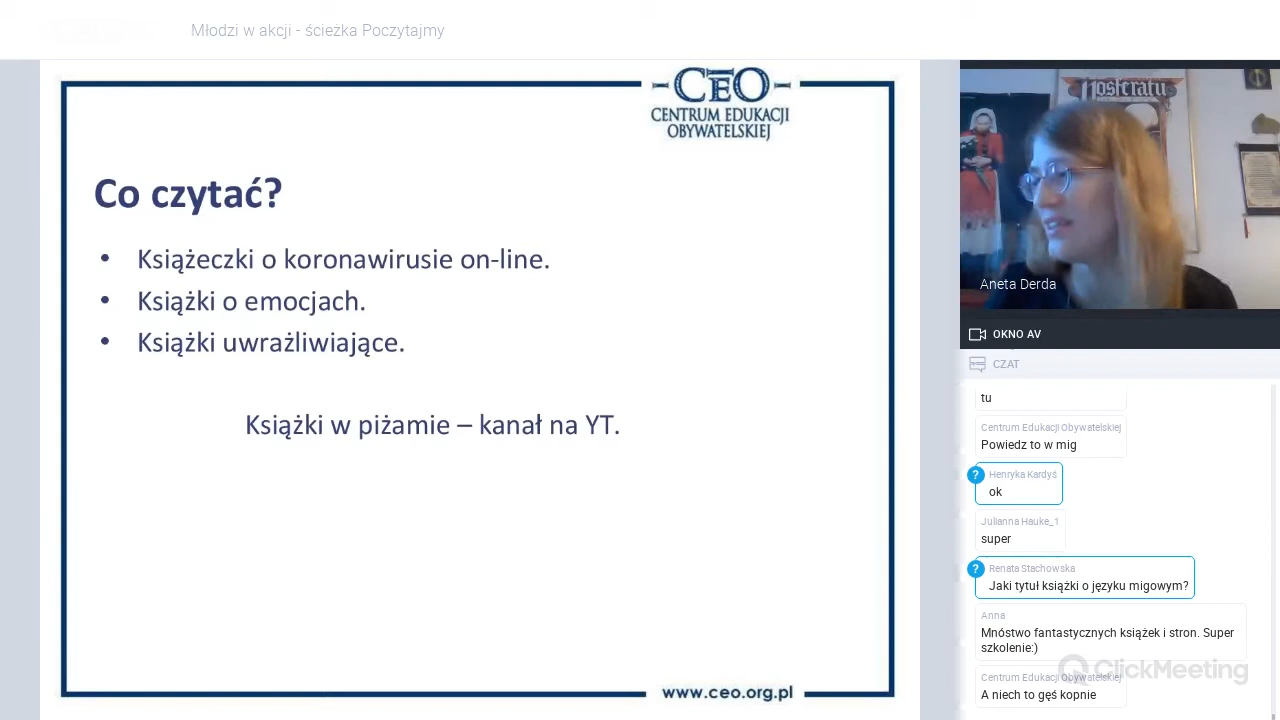 Młodzi w akcji - ścieżka Poczytajmy
CEO
CENTRUM EDUKACJI
OBYWATELSKIEJ
Co czytać?
• Książeczki o koronawirusie on-line.
• Książki o emocjach.
• Książki uwrażliwiające.
Książki w piżamie – kanał na YT.
www.ceo.org.pl
Nosferatu
Aneta Derda
OKNO AV
CZAT
tu
Centrum Edukacji Obywatelskiej
Powiedz to w mig
? Henryka Kardyś
ok
Julianna Hauke_1
super
? Renata Stachowska
Jaki tytuł książki o języku migowym?
Anna
Mnóstwo fantastycznych książek i stron. Super
szkolenie:)
ClickMeeting
Centrum Edukacji Obywatelskiej
A niech to gęś kopnie